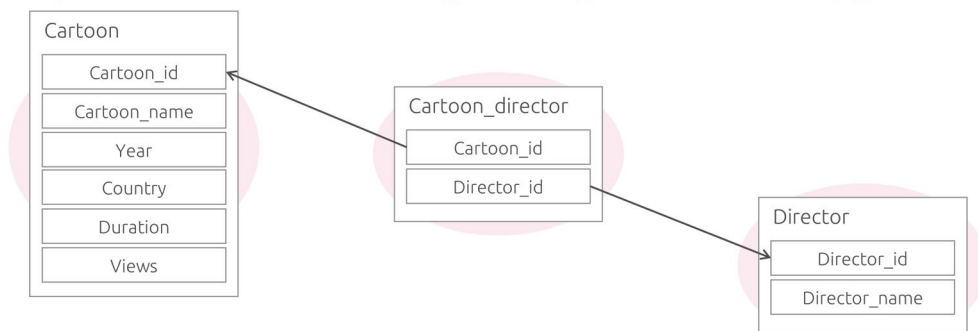 Cartoon
Cartoon_id
Cartoon_name
Year
Country
Duration
Views
Cartoon_director
Cartoon_id
Director_id
Director
Director_id
Director_name